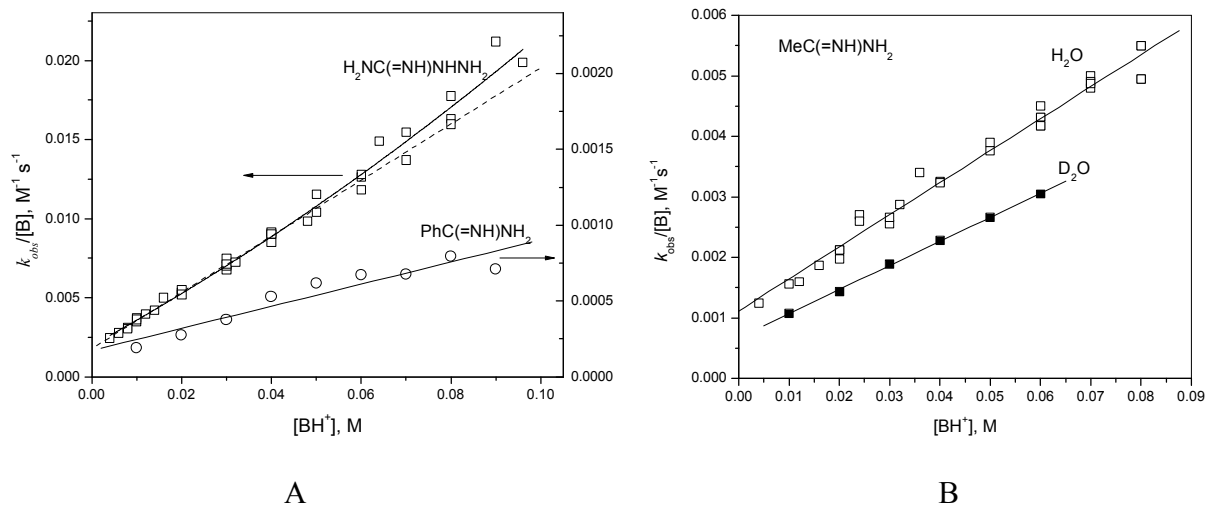 H₂NC(=NH)NHNH₂
PhC(=NH)NH₂
k_obs/[B], M⁻¹ s⁻¹
0.020
0.015
0.010
0.005
0.000
0.00 0.02 0.04 0.06 0.08 0.10
[BH⁺], M
0.0020
0.0015
0.0010
0.0005
0.0000
A
MeC(=NH)NH₂
H₂O
D₂O
k_obs/[B], M⁻¹s⁻¹
0.006
0.005
0.004
0.003
0.002
0.001
0.000
0.00 0.01 0.02 0.03 0.04 0.05 0.06 0.07 0.08 0.09
[BH⁺], M
B